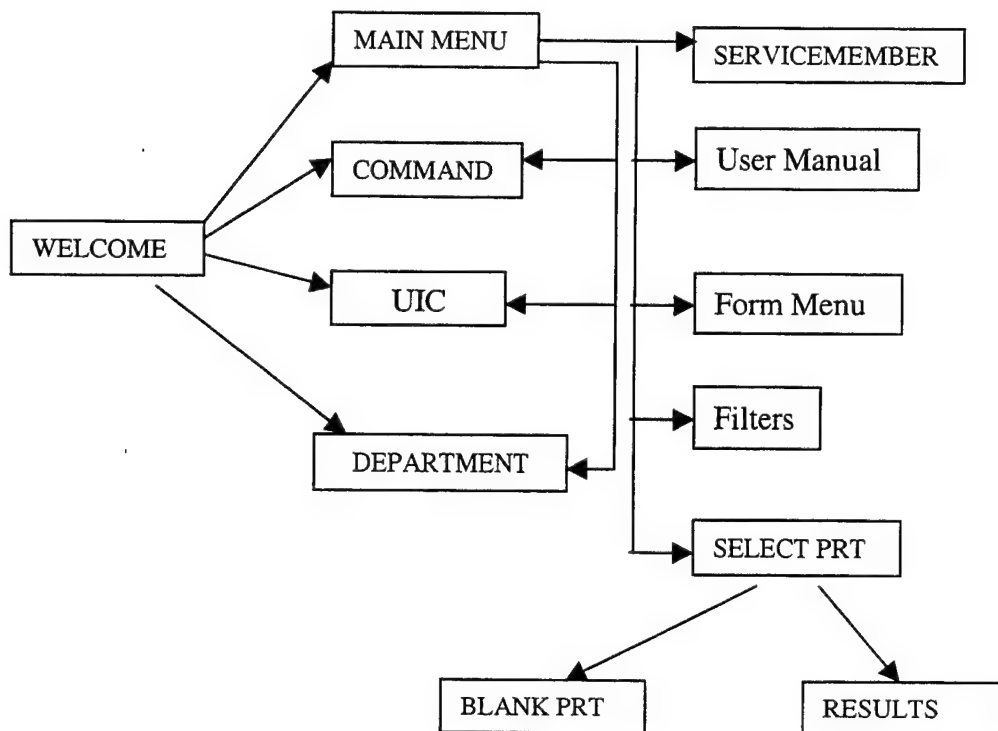 MAIN MENU
SERVICEMEMBER
COMMAND
User Manual
WELCOME
UIC
Form Menu
Filters
DEPARTMENT
SELECT PRT
BLANK PRT
RESULTS